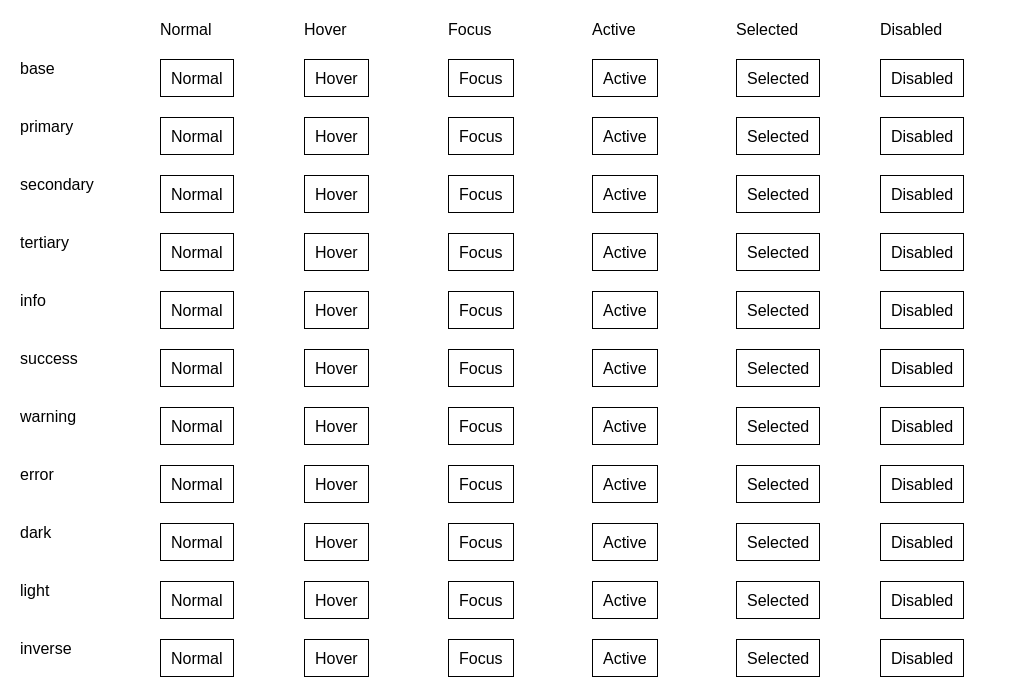 Normal Hover Focus Active Selected Disabled
base Normal Hover Focus Active Selected Disabled
primary Normal Hover Focus Active Selected Disabled
secondary Normal Hover Focus Active Selected Disabled
tertiary Normal Hover Focus Active Selected Disabled
info Normal Hover Focus Active Selected Disabled
success Normal Hover Focus Active Selected Disabled
warning Normal Hover Focus Active Selected Disabled
error Normal Hover Focus Active Selected Disabled
dark Normal Hover Focus Active Selected Disabled
light Normal Hover Focus Active Selected Disabled
inverse Normal Hover Focus Active Selected Disabled